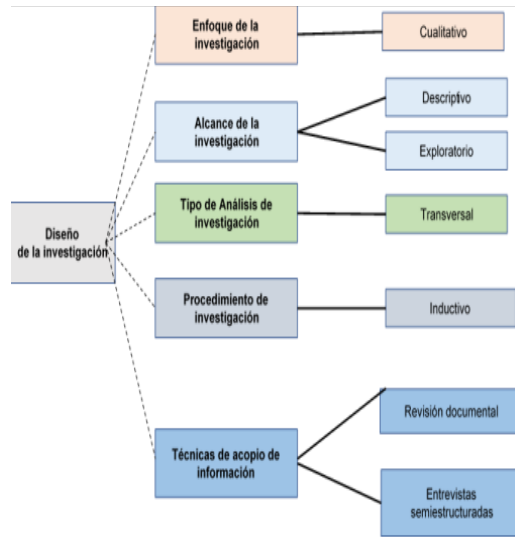 Enfoque de la
investigación
Cualitativo
Alcance de la
investigación
Descriptivo
Exploratorio
Tipo de Análisis de
investigación
Transversal
Diseño
de la investigación
Procedimiento de
investigación
Inductivo
Técnicas de acopio de
información
Revisión documental
Entrevistas
semiestructuradas